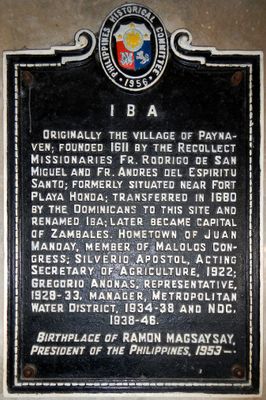 PHILIPPINES HISTORICAL COMMITTEE
1956
IBA
ORIGINALLY THE VILLAGE OF PAYNA-
VEN; FOUNDED 1611 BY THE RECOLLECT
MISSIONARIES FR. RODRIGO DE SAN
MIGUEL AND FR. ANDRES DEL ESPIRITU
SANTO; FORMERLY SITUATED NEAR FORT
PLAYA HONDA; TRANSFERRED IN 1680
BY THE DOMINICANS TO THIS SITE AND
RENAMED IBA; LATER BECAME CAPITAL
OF ZAMBALES. HOMETOWN OF JUAN
MANDAY, MEMBER OF MALOLOS CON-
GRESS; SILVERIO APOSTOL, ACTING
SECRETARY OF AGRICULTURE, 1922;
GREGORIO ANONAS, REPRESENTATIVE,
1928-33, MANAGER, METROPOLITAN
WATER DISTRICT, 1934-38 AND NDC,
1938-46.
BIRTHPLACE OF RAMON MAGSAYSAY,
PRESIDENT OF THE PHILIPPINES, 1953—.